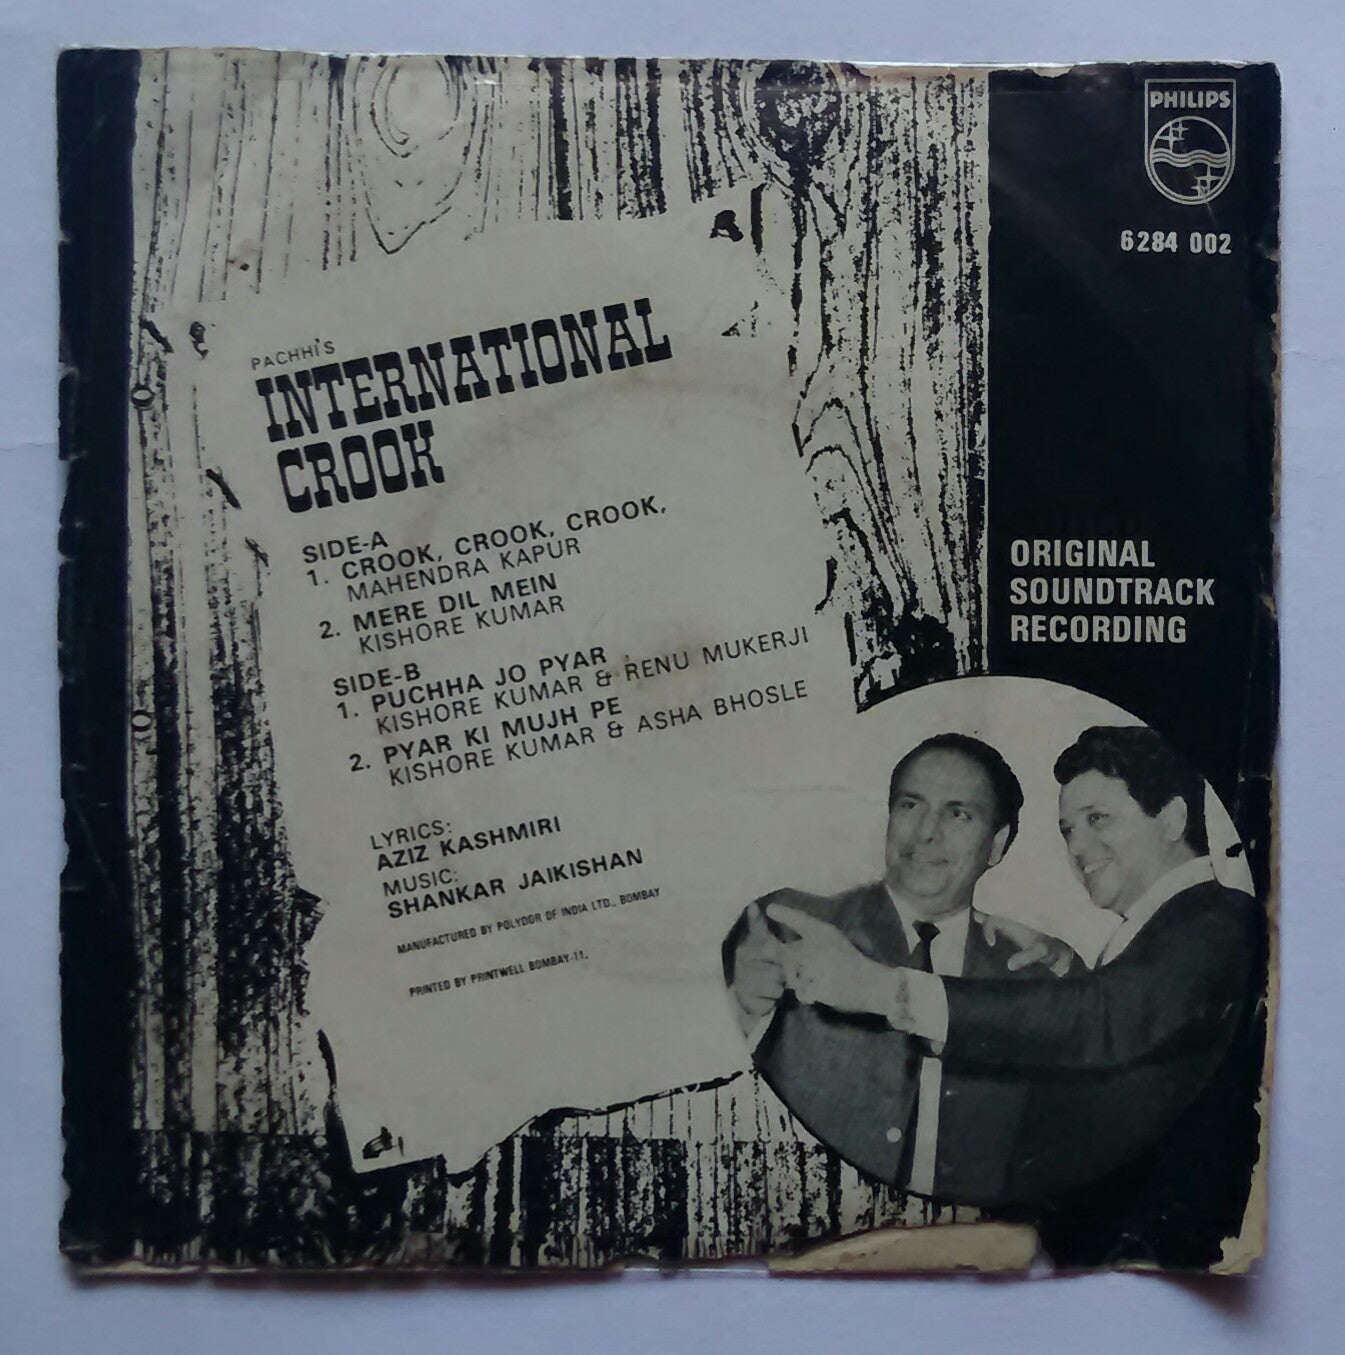 PHILIPS
6284 002
PACHHi'S
INTERNATIONAL
CROOK
SIDE-A
1. CROOK, CROOK, CROOK,
MAHENDRA KAPUR
2. MERE DIL MEIN
KISHORE KUMAR
SIDE-B
1. PUCHHA JO PYAR
KISHORE KUMAR & RENU MUKERJI
2. PYAR KI MUJH PE
KISHORE KUMAR & ASHA BHOSLE
LYRICS:
AZIZ KASHMIRI
MUSIC:
SHANKAR JAIKISHAN
MANUFACTURED BY POLYDOR OF INDIA LTD., BOMBAY
PRINTED BY PRINTWELL BOMBAY-11.
ORIGINAL
SOUNDTRACK
RECORDING